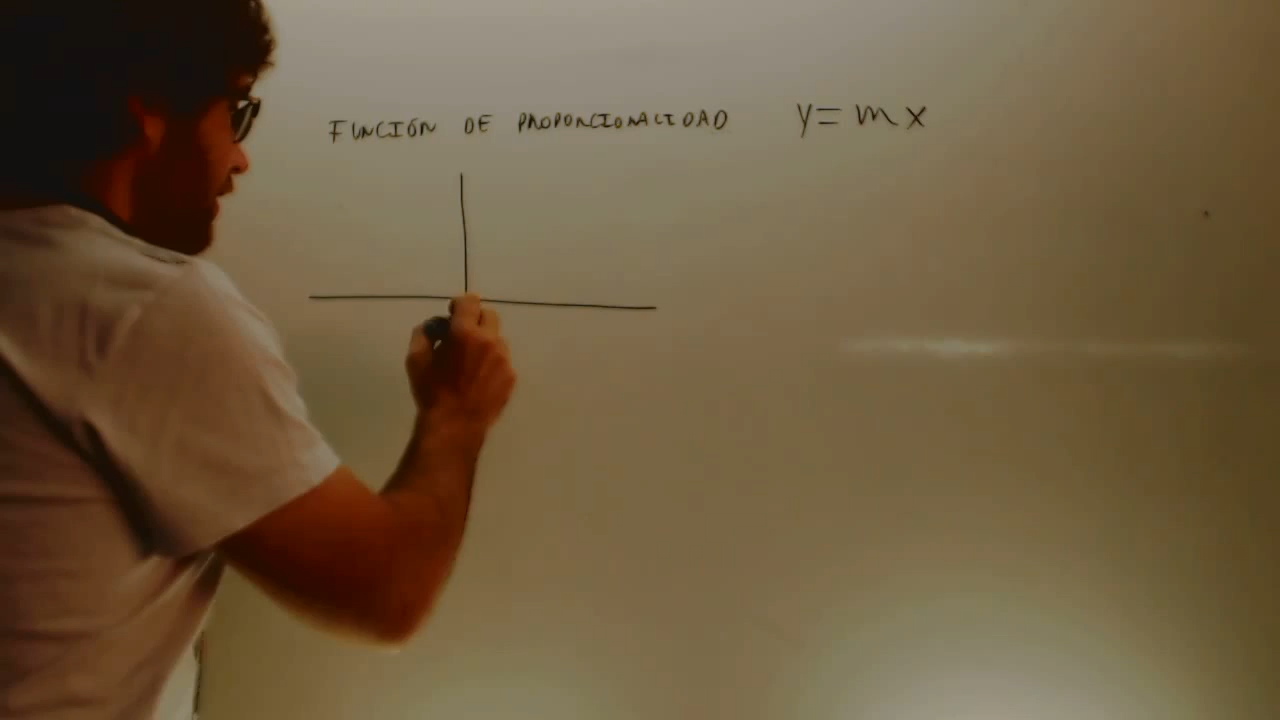 FUNCIÓN DE PROPORCIONALIDAD y = mx